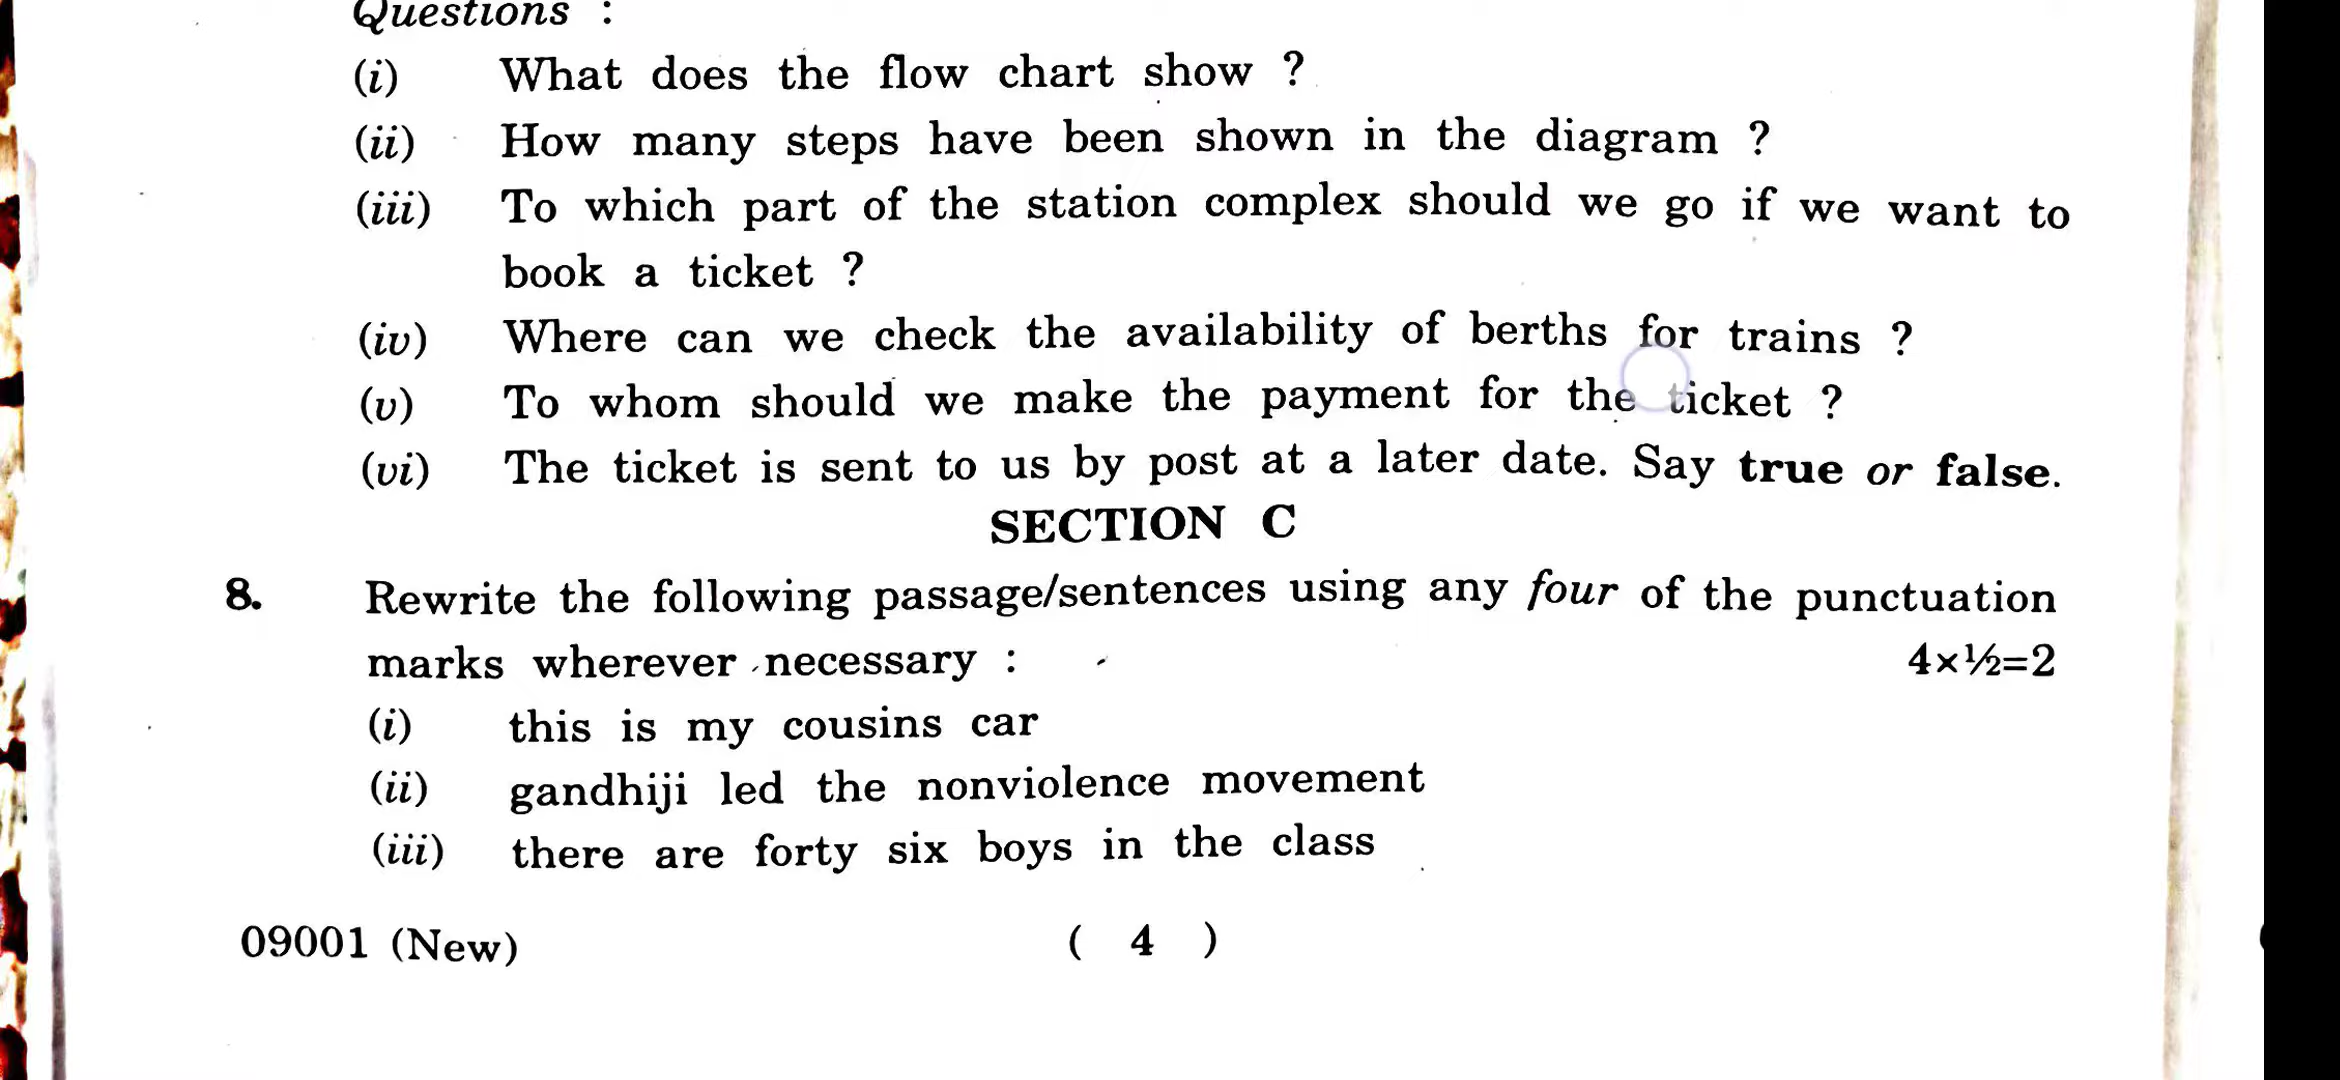 Questions :
(i) What does the flow chart show ?
(ii) How many steps have been shown in the diagram ?
(iii) To which part of the station complex should we go if we want to
book a ticket ?
(iv) Where can we check the availability of berths for trains ?
(v) To whom should we make the payment for the ticket ?
(vi) The ticket is sent to us by post at a later date. Say true or false.
SECTION C
8. Rewrite the following passage/sentences using any four of the punctuation
marks wherever necessary : 4×½=2
(i) this is my cousins car
(ii) gandhiji led the nonviolence movement
(iii) there are forty six boys in the class
09001 (New) ( 4 )